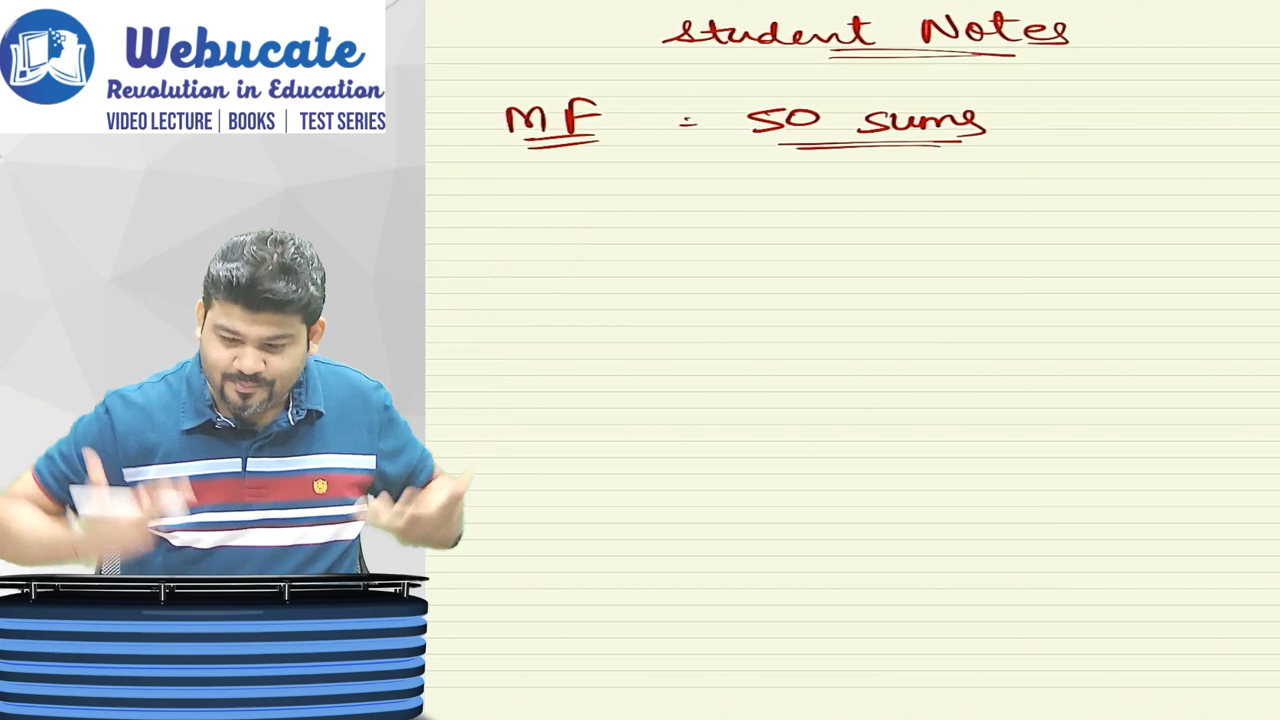 Webucate
Revolution in Education
VIDEO LECTURE | BOOKS | TEST SERIES
Student Notes
MF = 50 sums